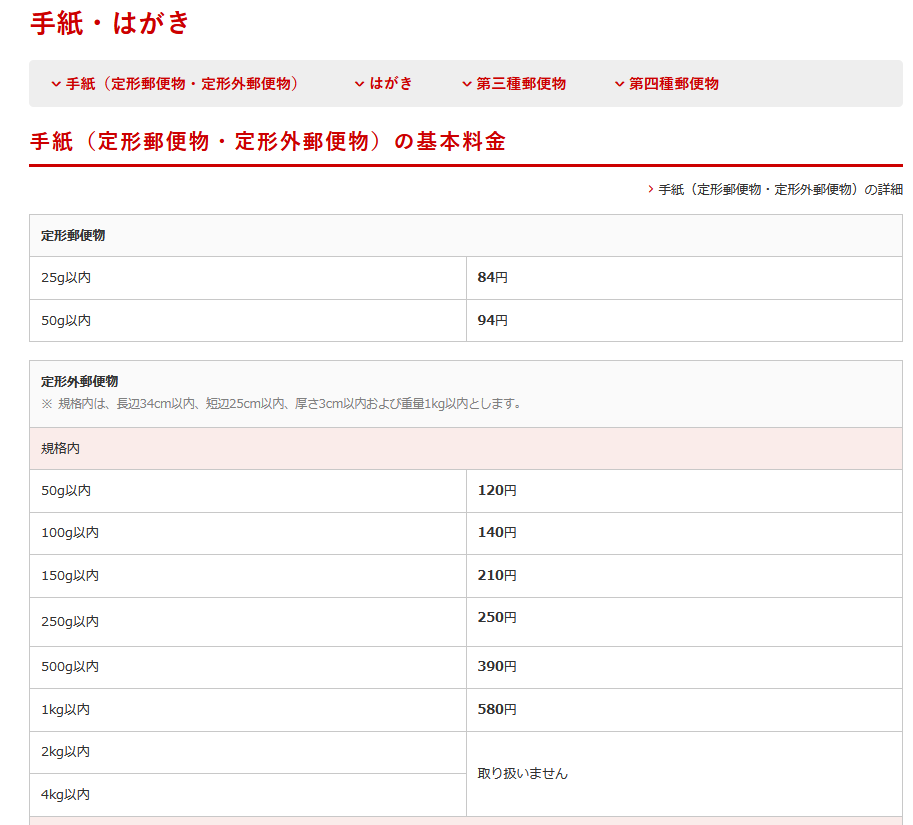 手紙・はがき
手紙（定形郵便物・定形外郵便物） はがき 第三種郵便物 第四種郵便物
手紙（定形郵便物・定形外郵便物）の基本料金
手紙（定形郵便物・定形外郵便物）の詳細
定形郵便物
25g以内 84円
50g以内 94円
定形外郵便物
※ 規格内は、長辺34cm以内、短辺25cm以内、厚さ3cm以内および重量1kg以内とします。
規格内
50g以内 120円
100g以内 140円
150g以内 210円
250g以内 250円
500g以内 390円
1kg以内 580円
2kg以内
取り扱いません
4kg以内